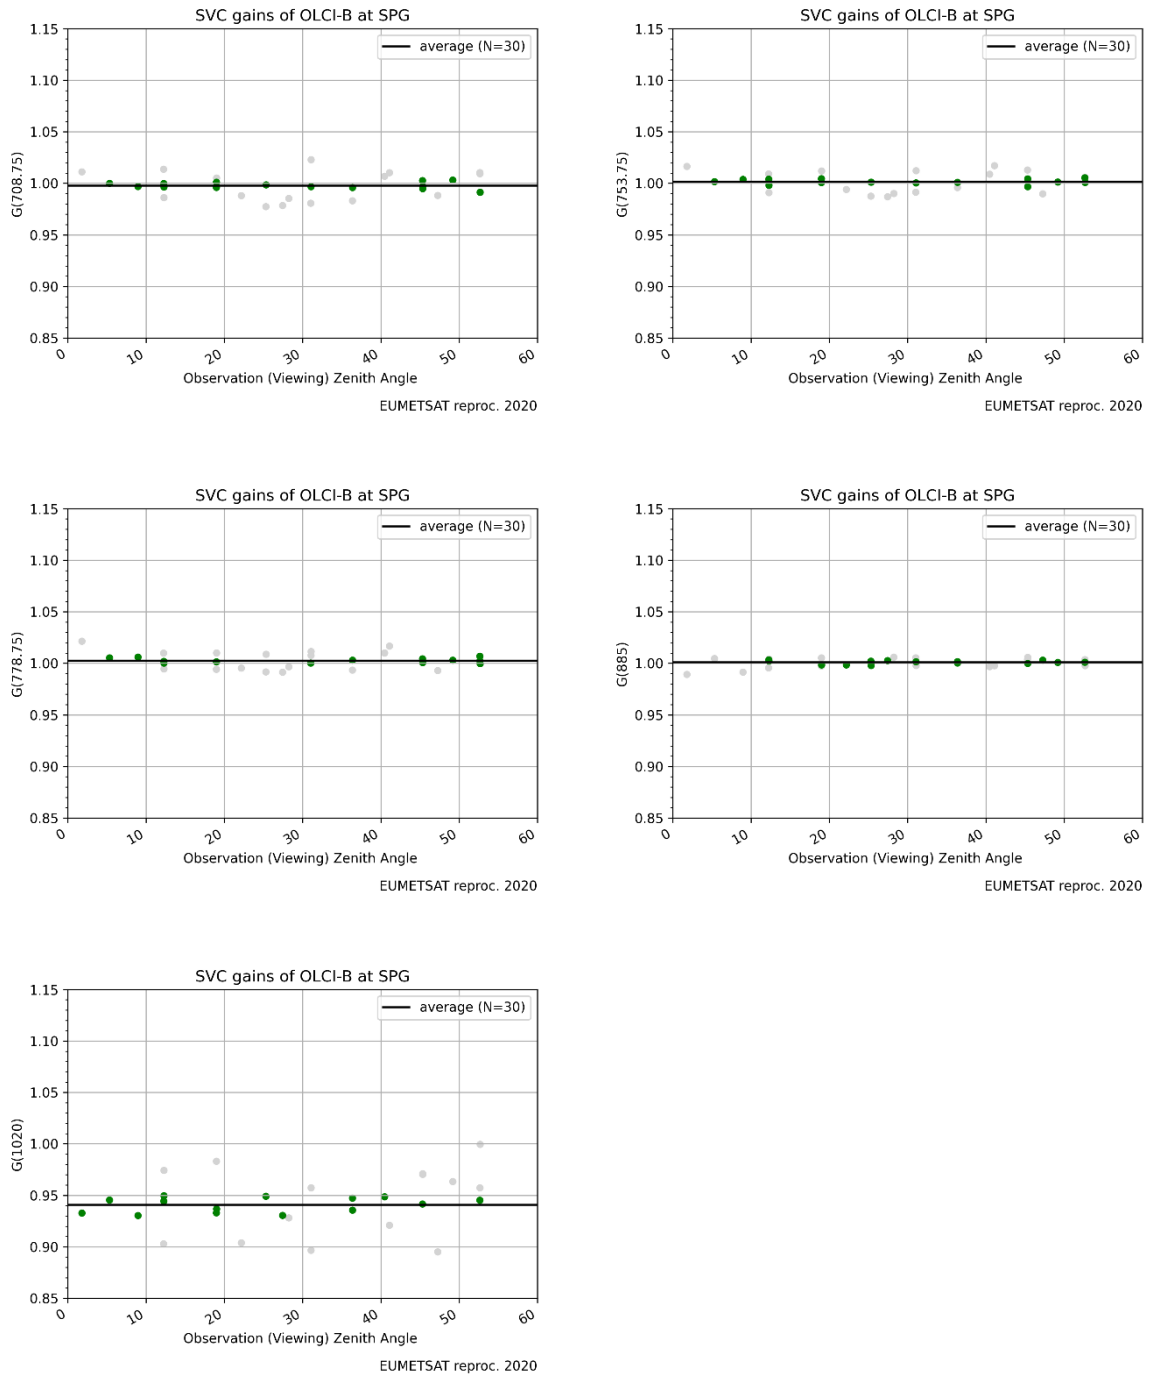 SVC gains of OLCI-B at SPG
1.15
1.10
1.05
1.00
0.95
0.90
0.85
G(708.75)
average (N=30)
0 10 20 30 40 50 60
Observation (Viewing) Zenith Angle
EUMETSAT reproc. 2020
SVC gains of OLCI-B at SPG
1.15
1.10
1.05
1.00
0.95
0.90
0.85
G(753.75)
average (N=30)
0 10 20 30 40 50 60
Observation (Viewing) Zenith Angle
EUMETSAT reproc. 2020
SVC gains of OLCI-B at SPG
1.15
1.10
1.05
1.00
0.95
0.90
0.85
G(778.75)
average (N=30)
0 10 20 30 40 50 60
Observation (Viewing) Zenith Angle
EUMETSAT reproc. 2020
SVC gains of OLCI-B at SPG
1.15
1.10
1.05
1.00
0.95
0.90
0.85
G(885)
average (N=30)
0 10 20 30 40 50 60
Observation (Viewing) Zenith Angle
EUMETSAT reproc. 2020
SVC gains of OLCI-B at SPG
1.15
1.10
1.05
1.00
0.95
0.90
0.85
G(1020)
average (N=30)
0 10 20 30 40 50 60
Observation (Viewing) Zenith Angle
EUMETSAT reproc. 2020